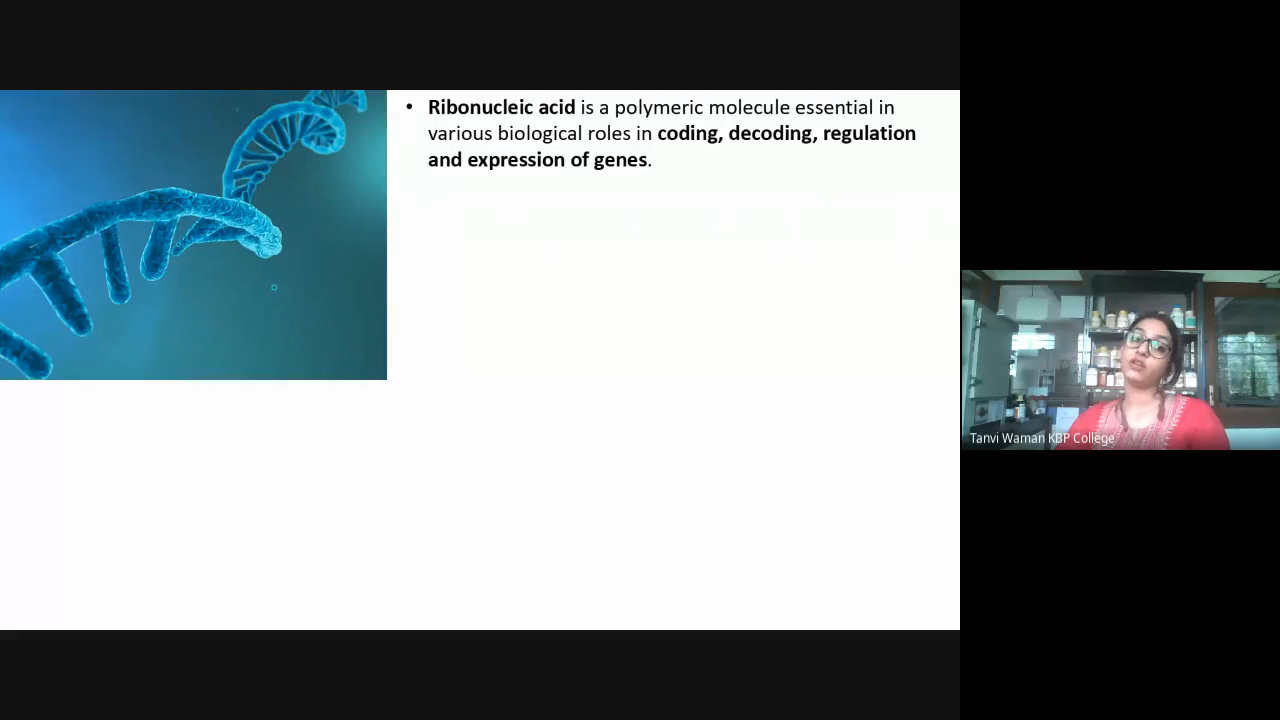 • Ribonucleic acid is a polymeric molecule essential in
various biological roles in coding, decoding, regulation
and expression of genes.
Tanvi Waman KBP College